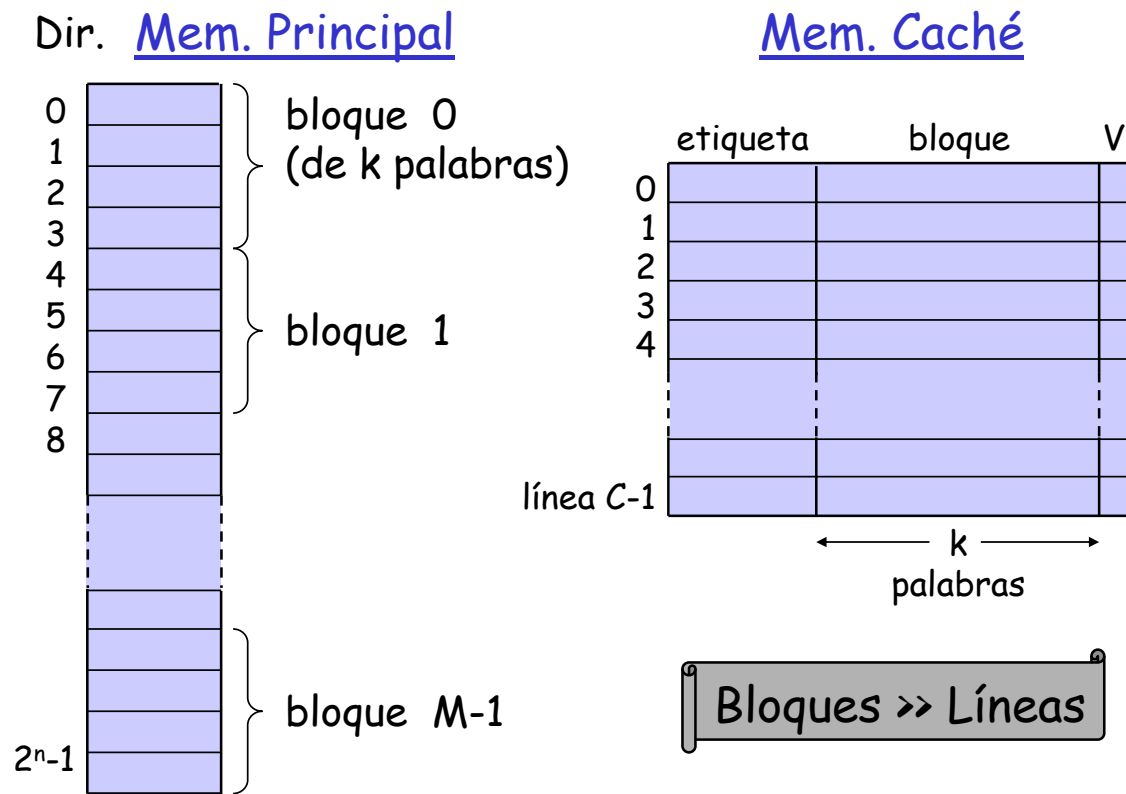 Dir. Mem. Principal
0
1
2
3
4
5
6
7
8
2ⁿ-1
bloque 0
(de k palabras)
bloque 1
bloque M-1
Mem. Caché
etiqueta bloque V
0
1
2
3
4
línea C-1
k
palabras
Bloques >> Líneas